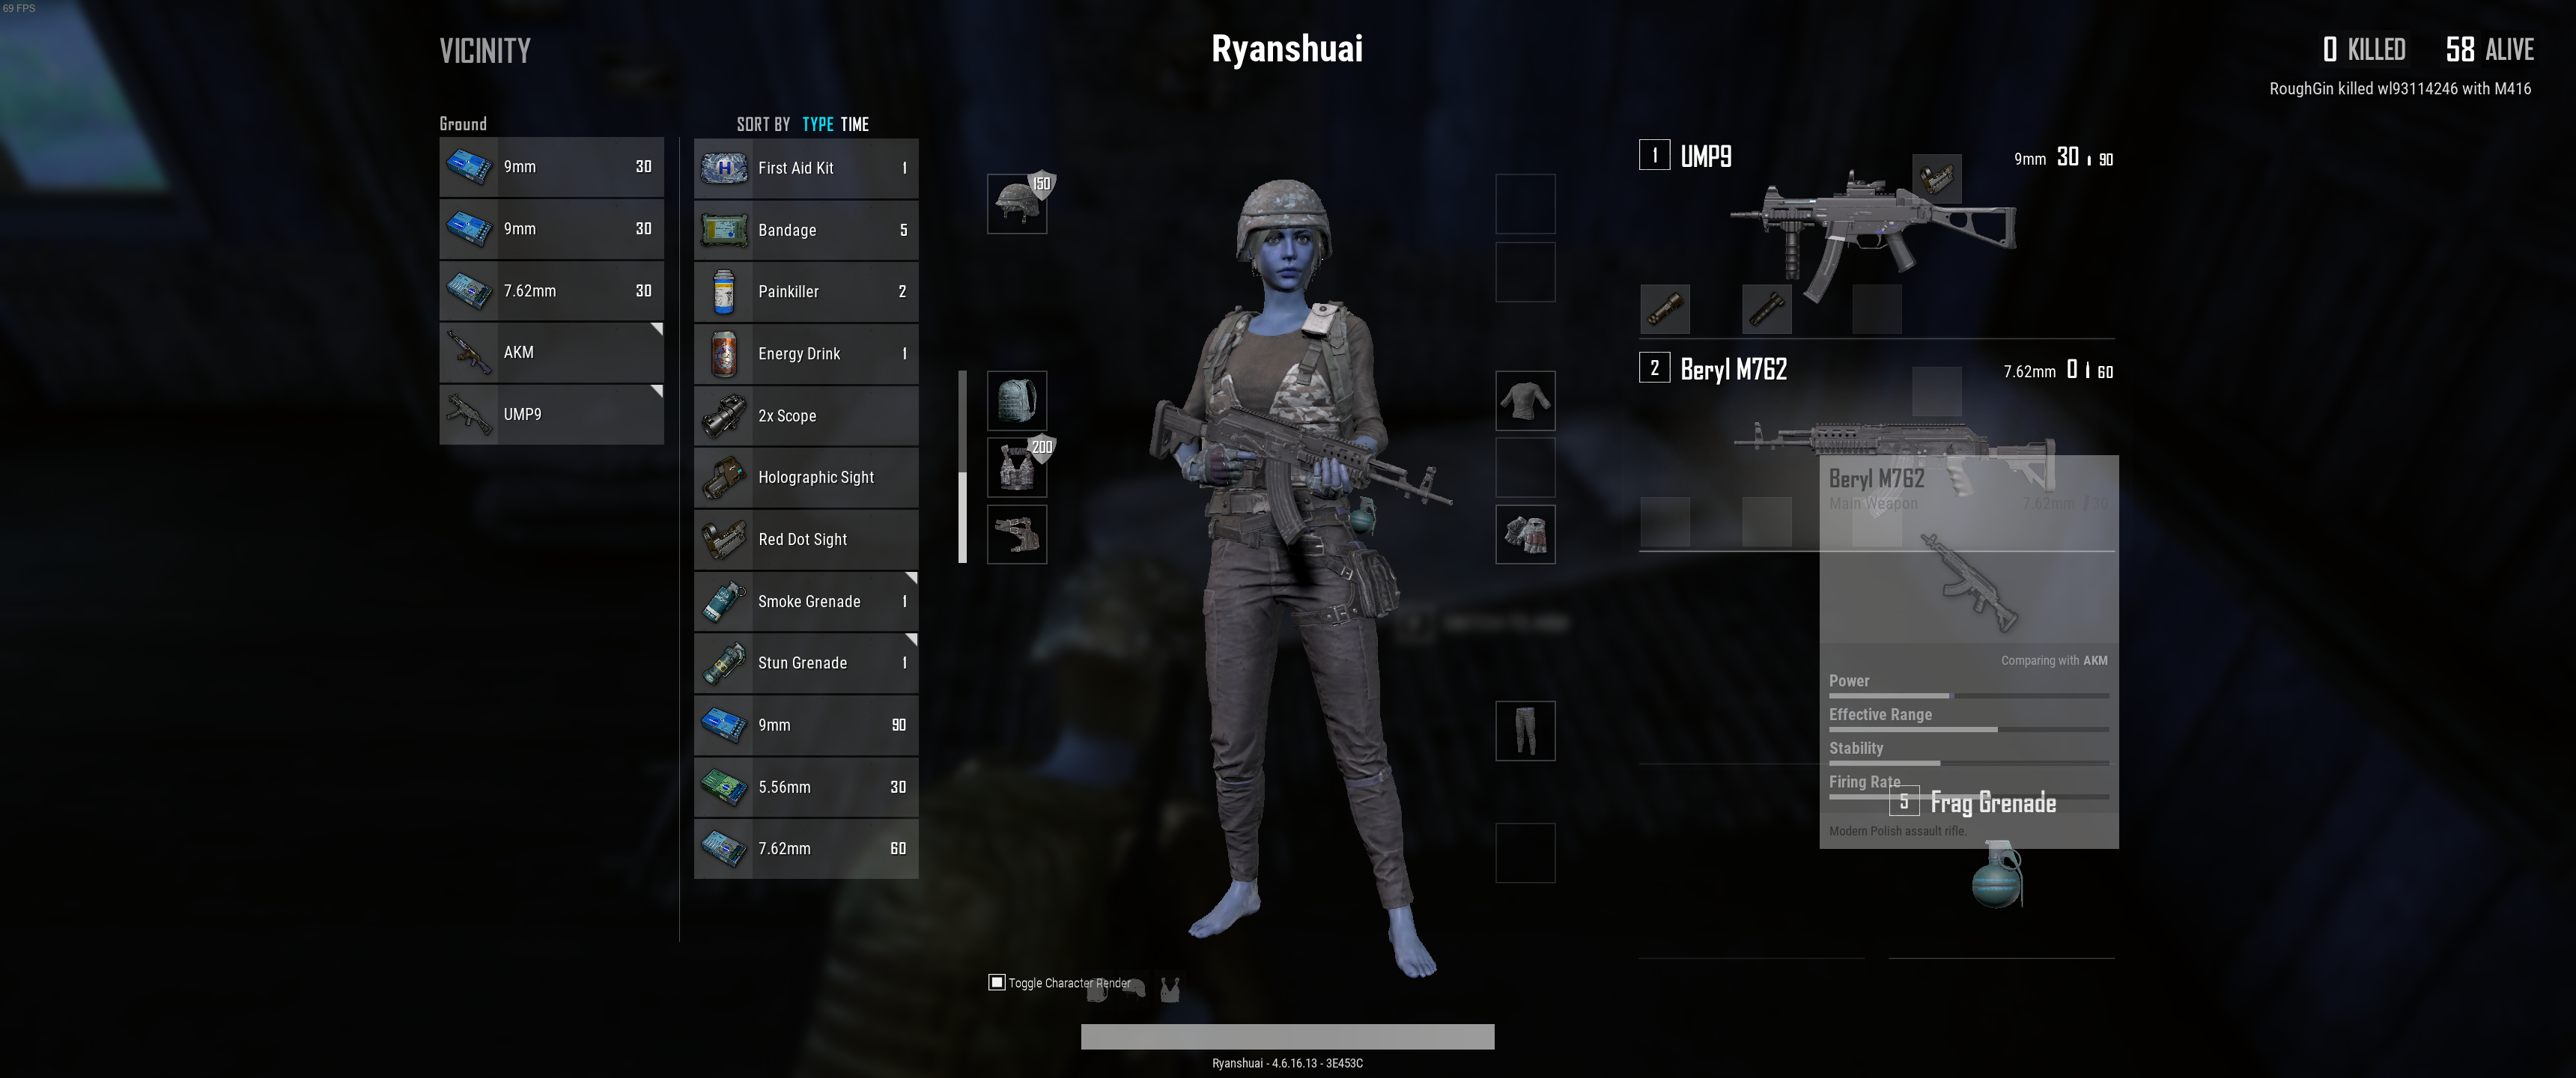 69 FPS
VICINITY
Ryanshuai
0 KILLED 58 ALIVE
RoughGin killed wl93114246 with M416
Ground
9mm 30
9mm 30
7.62mm 30
AKM
UMP9
SORT BY TYPE TIME
First Aid Kit 1
Bandage 5
Painkiller 2
Energy Drink 1
2x Scope
Holographic Sight
Red Dot Sight
Smoke Grenade 1
Stun Grenade 1
9mm 90
5.56mm 30
7.62mm 60
150
200
1 UMP9 9mm 30 90
2 Beryl M762 7.62mm 0 60
Beryl M762
Main Weapon 7.62mm 30
Comparing with AKM
Power
Effective Range
Stability
Firing Rate
5 Frag Grenade
Modern Polish assault rifle.
Toggle Character Render
Ryanshuai - 4.6.16.13 - 3E453C